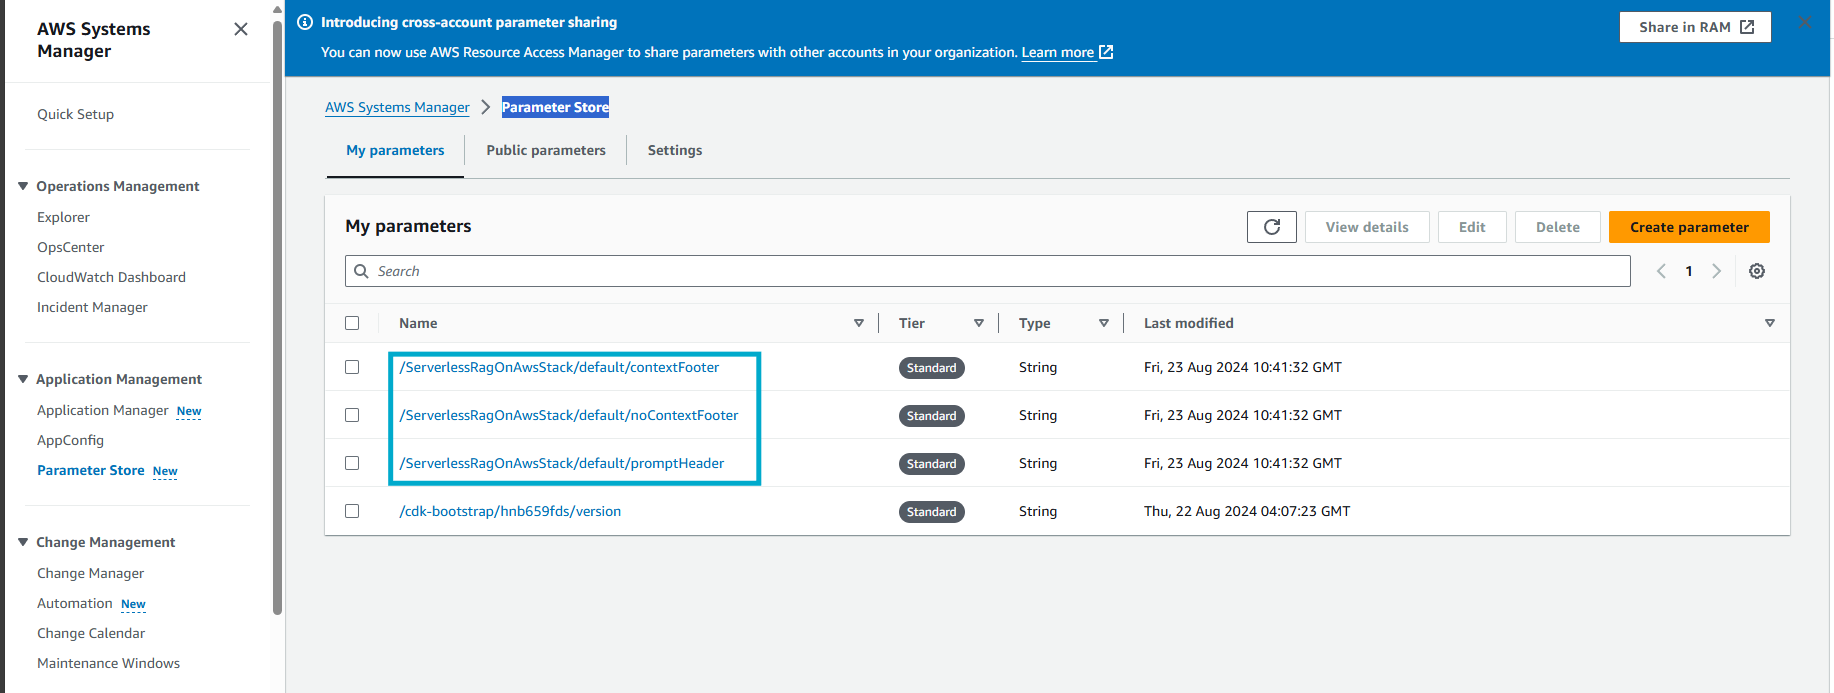 AWS Systems
Manager
Quick Setup
Operations Management
Explorer
OpsCenter
CloudWatch Dashboard
Incident Manager
Application Management
Application Manager New
AppConfig
Parameter Store New
Change Management
Change Manager
Automation New
Change Calendar
Maintenance Windows
Introducing cross-account parameter sharing
You can now use AWS Resource Access Manager to share parameters with other accounts in your organization. Learn more
Share in RAM
AWS Systems Manager > Parameter Store
My parameters Public parameters Settings
My parameters
View details Edit Delete Create parameter
Search
1
Name Tier Type Last modified
/ServerlessRagOnAwsStack/default/contextFooter Standard String Fri, 23 Aug 2024 10:41:32 GMT
/ServerlessRagOnAwsStack/default/noContextFooter Standard String Fri, 23 Aug 2024 10:41:32 GMT
/ServerlessRagOnAwsStack/default/promptHeader Standard String Fri, 23 Aug 2024 10:41:32 GMT
/cdk-bootstrap/hnb659fds/version Standard String Thu, 22 Aug 2024 04:07:23 GMT